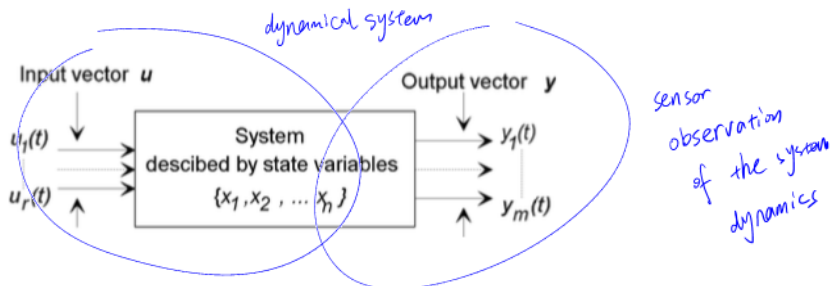 dynamical system
Input vector u
Output vector y
u₁(t)
uᵣ(t)
System
descibed by state variables
{x₁,x₂ , ... xₙ }
y₁(t)
yₘ(t)
sensor
observation
of the system
dynamics